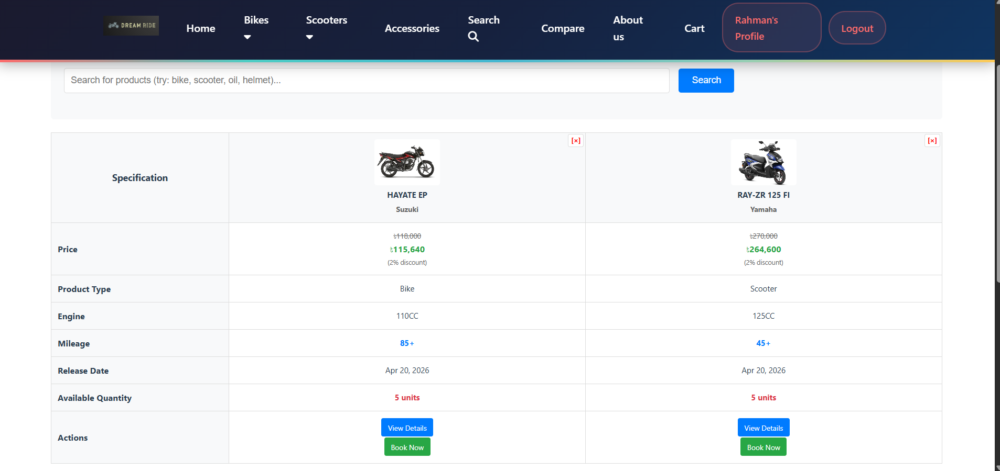 DREAM RIDE
Home
Bikes
Scooters
Accessories
Search
Compare
About
us
Cart
Rahman's
Profile
Logout
Search for products (try: bike, scooter, oil, helmet)...
Search
Specification
[×]
HAYATE EP
Suzuki
[×]
RAY-ZR 125 FI
Yamaha
Price
৳118,000
৳115,640
(2% discount)
৳270,000
৳264,600
(2% discount)
Product Type
Bike
Scooter
Engine
110CC
125CC
Mileage
85+
45+
Release Date
Apr 20, 2026
Apr 20, 2026
Available Quantity
5 units
5 units
Actions
View Details
Book Now
View Details
Book Now